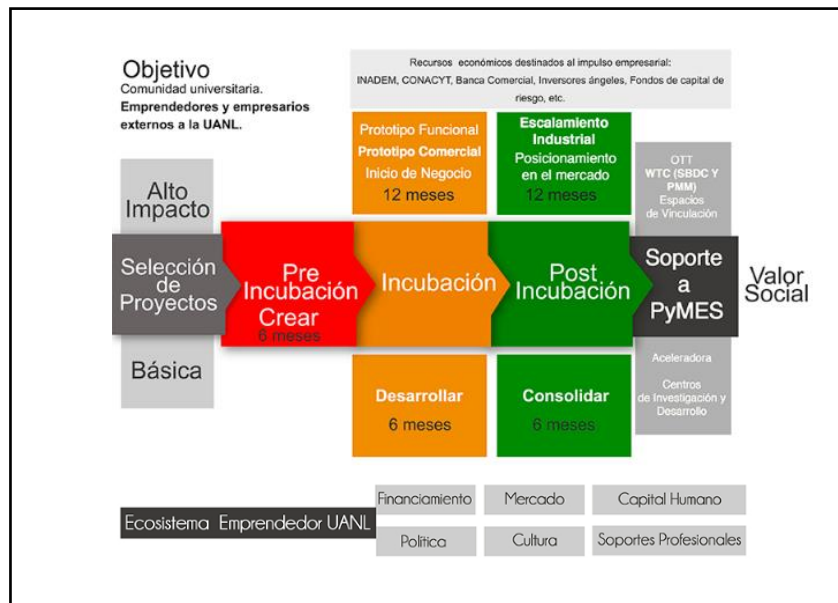 Objetivo
Comunidad universitaria.
Emprendedores y empresarios
externos a la UANL.
Recursos económicos destinados al impulso empresarial:
INADEM, CONACYT, Banca Comercial, Inversores ángeles, Fondos de capital de
riesgo, etc.
Alto
Impacto
Prototipo Funcional
Prototipo Comercial
Inicio de Negocio
12 meses
Escalamiento
Industrial
Posicionamiento
en el mercado
12 meses
OTT
WTC (SBDC Y
PMM)
Espacios
de Vinculación
Selección
de
Proyectos
Pre
Incubación
Crear
6 meses
Incubación
Post
Incubación
Soporte
a
PyMES
Valor
Social
Básica
Desarrollar
6 meses
Consolidar
6 meses
Aceleradora
Centros
de Investigación y
Desarrollo
Ecosistema Emprendedor UANL
Financiamiento
Mercado
Capital Humano
Política
Cultura
Soportes Profesionales